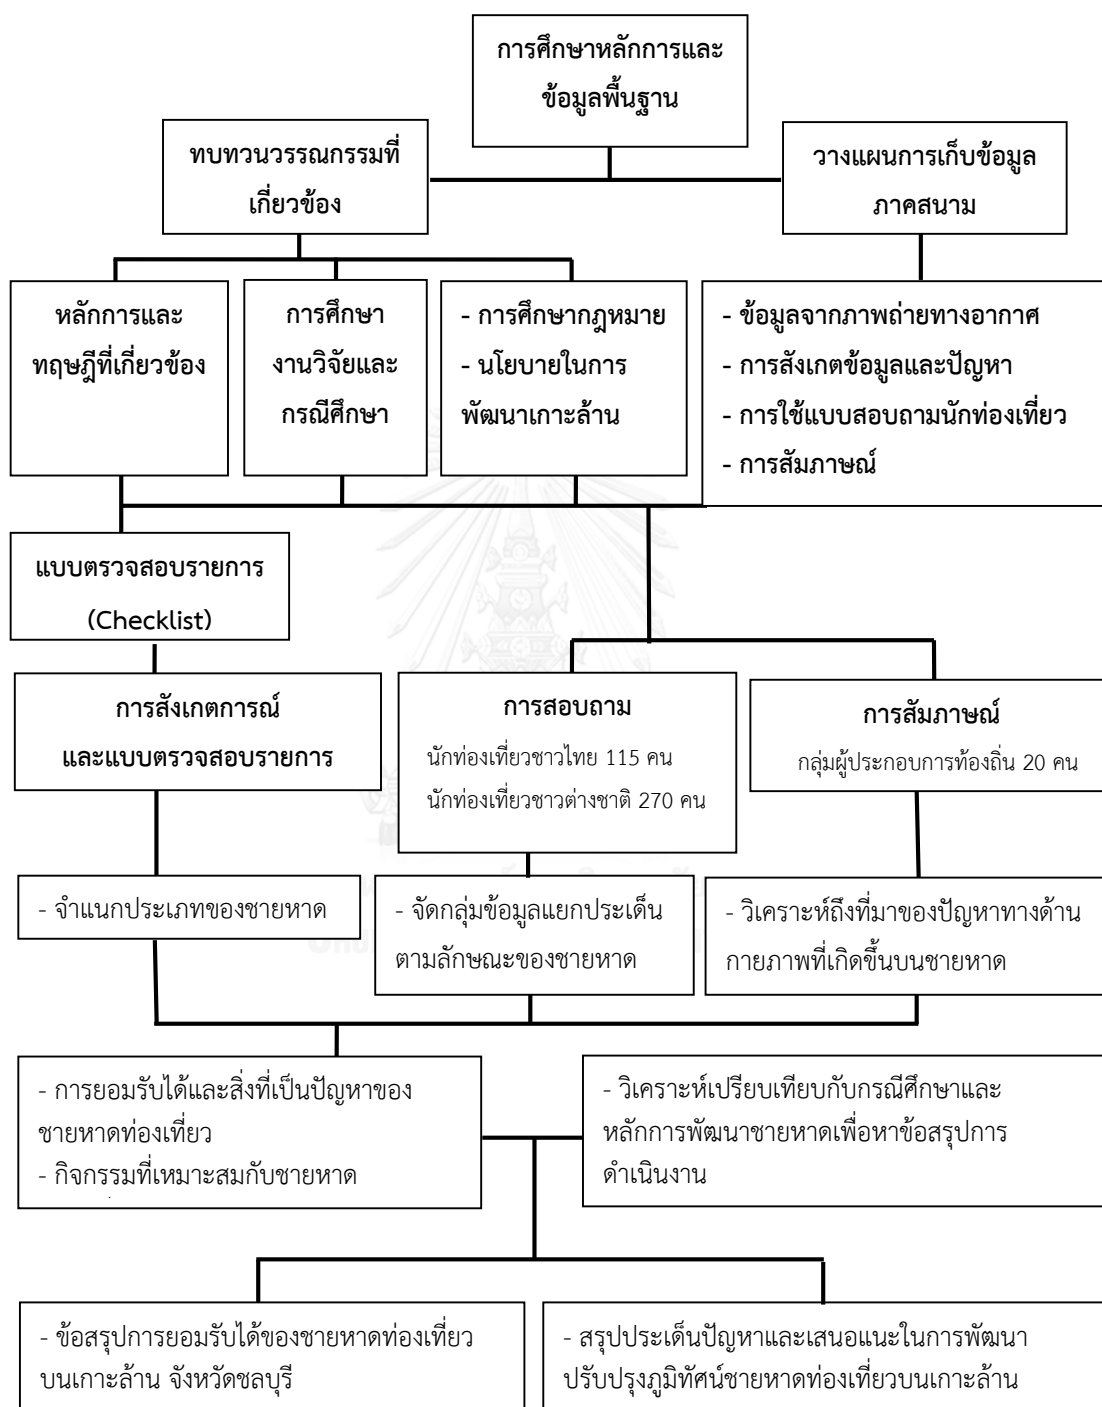 การศึกษาหลักการและ
ข้อมูลพื้นฐาน
ทบทวนวรรณกรรมที่
เกี่ยวข้อง
วางแผนการเก็บข้อมูล
ภาคสนาม
หลักการและ
ทฤษฎีที่เกี่ยวข้อง
การศึกษา
งานวิจัยและ
กรณีศึกษา
- การศึกษากฎหมาย
- นโยบายในการ
พัฒนาเกาะล้าน
- ข้อมูลจากภาพถ่ายทางอากาศ
- การสังเกตข้อมูลและปัญหา
- การใช้แบบสอบถามนักท่องเที่ยว
- การสัมภาษณ์
แบบตรวจสอบรายการ
(Checklist)
การสังเกตการณ์
และแบบตรวจสอบรายการ
การสอบถาม
นักท่องเที่ยวชาวไทย 115 คน
นักท่องเที่ยวชาวต่างชาติ 270 คน
การสัมภาษณ์
กลุ่มผู้ประกอบการท้องถิ่น 20 คน
- จำแนกประเภทของชายหาด
- จัดกลุ่มข้อมูลแยกประเด็น
ตามลักษณะของชายหาด
- วิเคราะห์ถึงที่มาของปัญหาทางด้าน
กายภาพที่เกิดขึ้นบนชายหาด
- การยอมรับได้และสิ่งที่เป็นปัญหาของ
ชายหาดท่องเที่ยว
- กิจกรรมที่เหมาะสมกับชายหาด
- วิเคราะห์เปรียบเทียบกับกรณีศึกษาและ
หลักการพัฒนาชายหาดเพื่อหาข้อสรุปการ
ดำเนินงาน
- ข้อสรุปการยอมรับได้ของชายหาดท่องเที่ยว
บนเกาะล้าน จังหวัดชลบุรี
- สรุปประเด็นปัญหาและเสนอแนะในการพัฒนา
ปรับปรุงภูมิทัศน์ชายหาดท่องเที่ยวบนเกาะล้าน